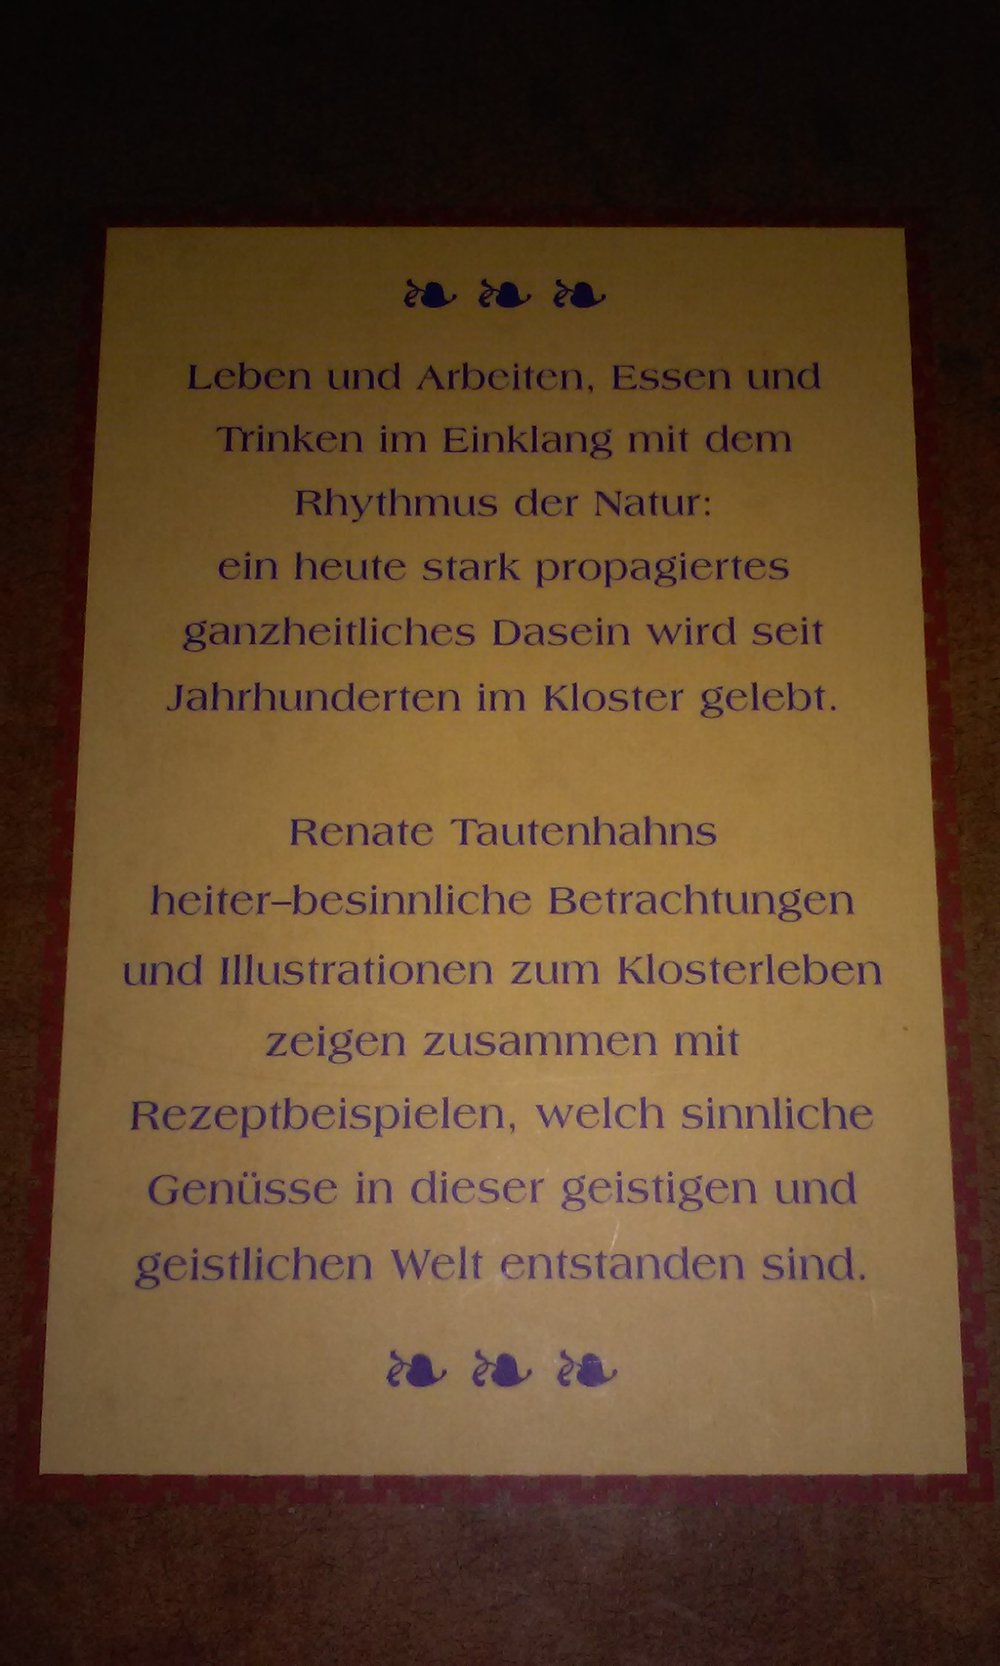 Leben und Arbeiten, Essen und
Trinken im Einklang mit dem
Rhythmus der Natur:
ein heute stark propagiertes
ganzheitliches Dasein wird seit
Jahrhunderten im Kloster gelebt.
Renate Tautenhahns
heiter–besinnliche Betrachtungen
und Illustrationen zum Klosterleben
zeigen zusammen mit
Rezeptbeispielen, welch sinnliche
Genüsse in dieser geistigen und
geistlichen Welt entstanden sind.